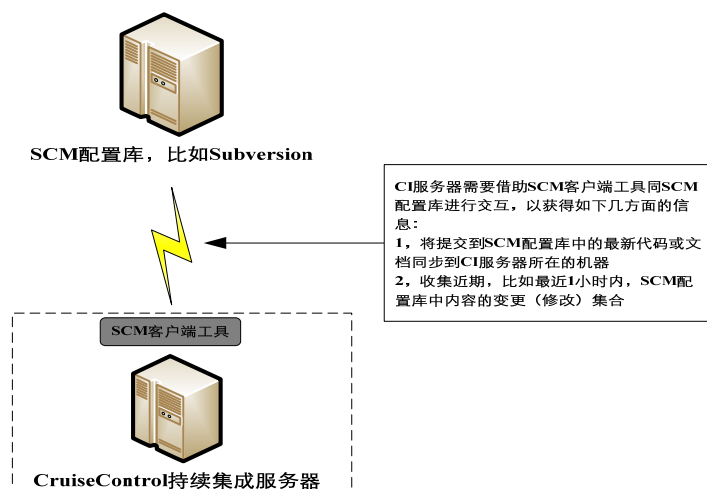 SCM配置库，比如Subversion
CI服务器需要借助SCM客户端工具同SCM
配置库进行交互，以获得如下几方面的信
息：
1，将提交到SCM配置库中的最新代码或文
档同步到CI服务器所在的机器
2，收集近期，比如最近1小时内，SCM配
置库中内容的变更（修改）集合
SCM客户端工具
CruiseControl持续集成服务器